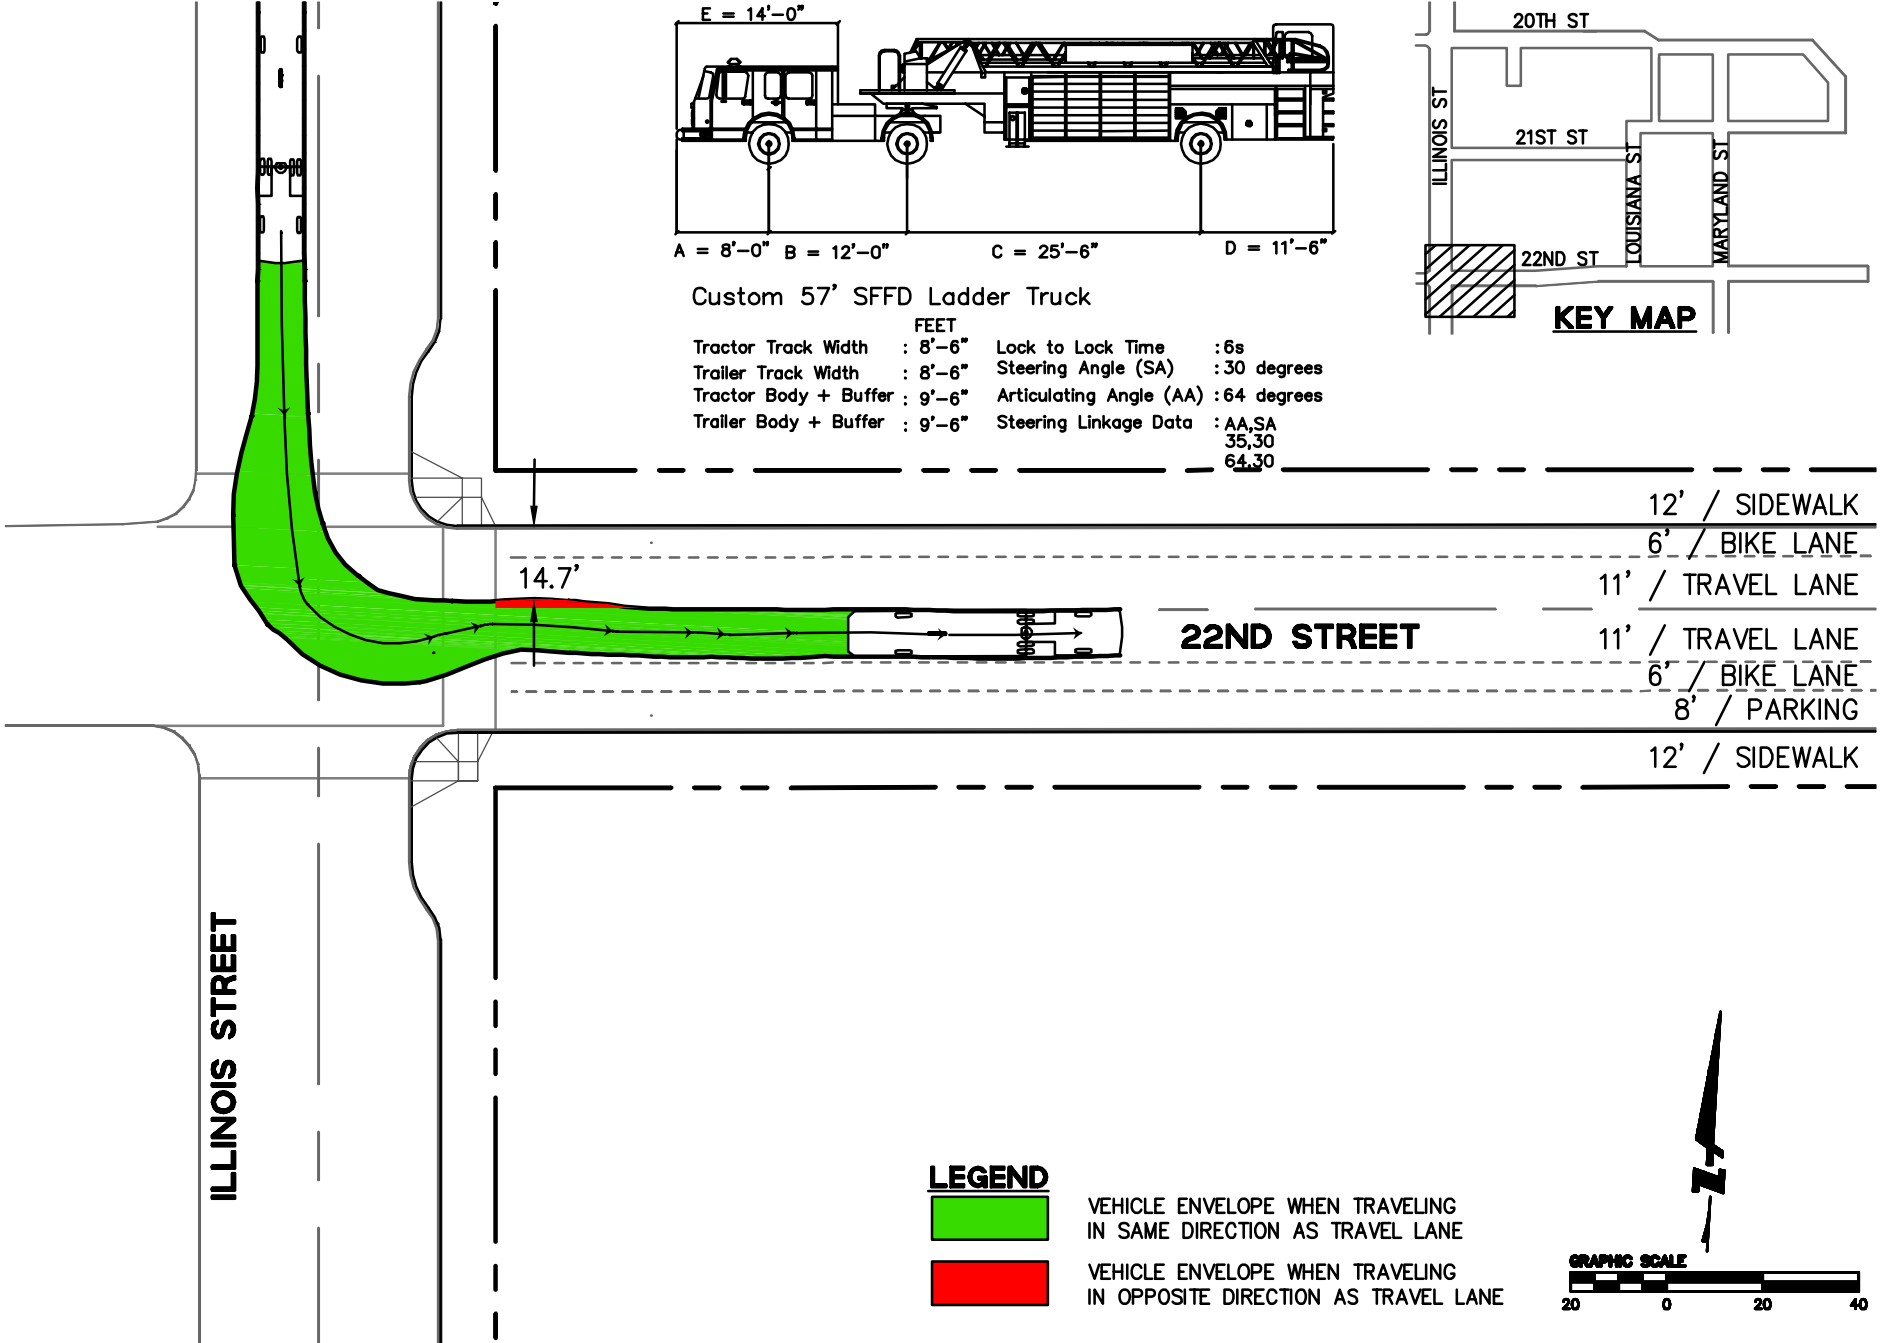 E = 14'-0"
A = 8'-0"
B = 12'-0"
C = 25'-6"
D = 11'-6"
Custom 57' SFFD Ladder Truck
FEET
Tractor Track Width : 8'-6"
Trailer Track Width : 8'-6"
Tractor Body + Buffer : 9'-6"
Trailer Body + Buffer : 9'-6"
Lock to Lock Time : 6s
Steering Angle (SA) : 30 degrees
Articulating Angle (AA) : 64 degrees
Steering Linkage Data : AA,SA
35,30
64,30
20TH ST
ILLINOIS ST
21ST ST
LOUISIANA ST
MARYLAND ST
22ND ST
KEY MAP
12' / SIDEWALK
6' / BIKE LANE
11' / TRAVEL LANE
14.7'
22ND STREET
11' / TRAVEL LANE
6' / BIKE LANE
8' / PARKING
12' / SIDEWALK
ILLINOIS STREET
LEGEND
VEHICLE ENVELOPE WHEN TRAVELING
IN SAME DIRECTION AS TRAVEL LANE
VEHICLE ENVELOPE WHEN TRAVELING
IN OPPOSITE DIRECTION AS TRAVEL LANE
Z
GRAPHIC SCALE
20 0 20 40